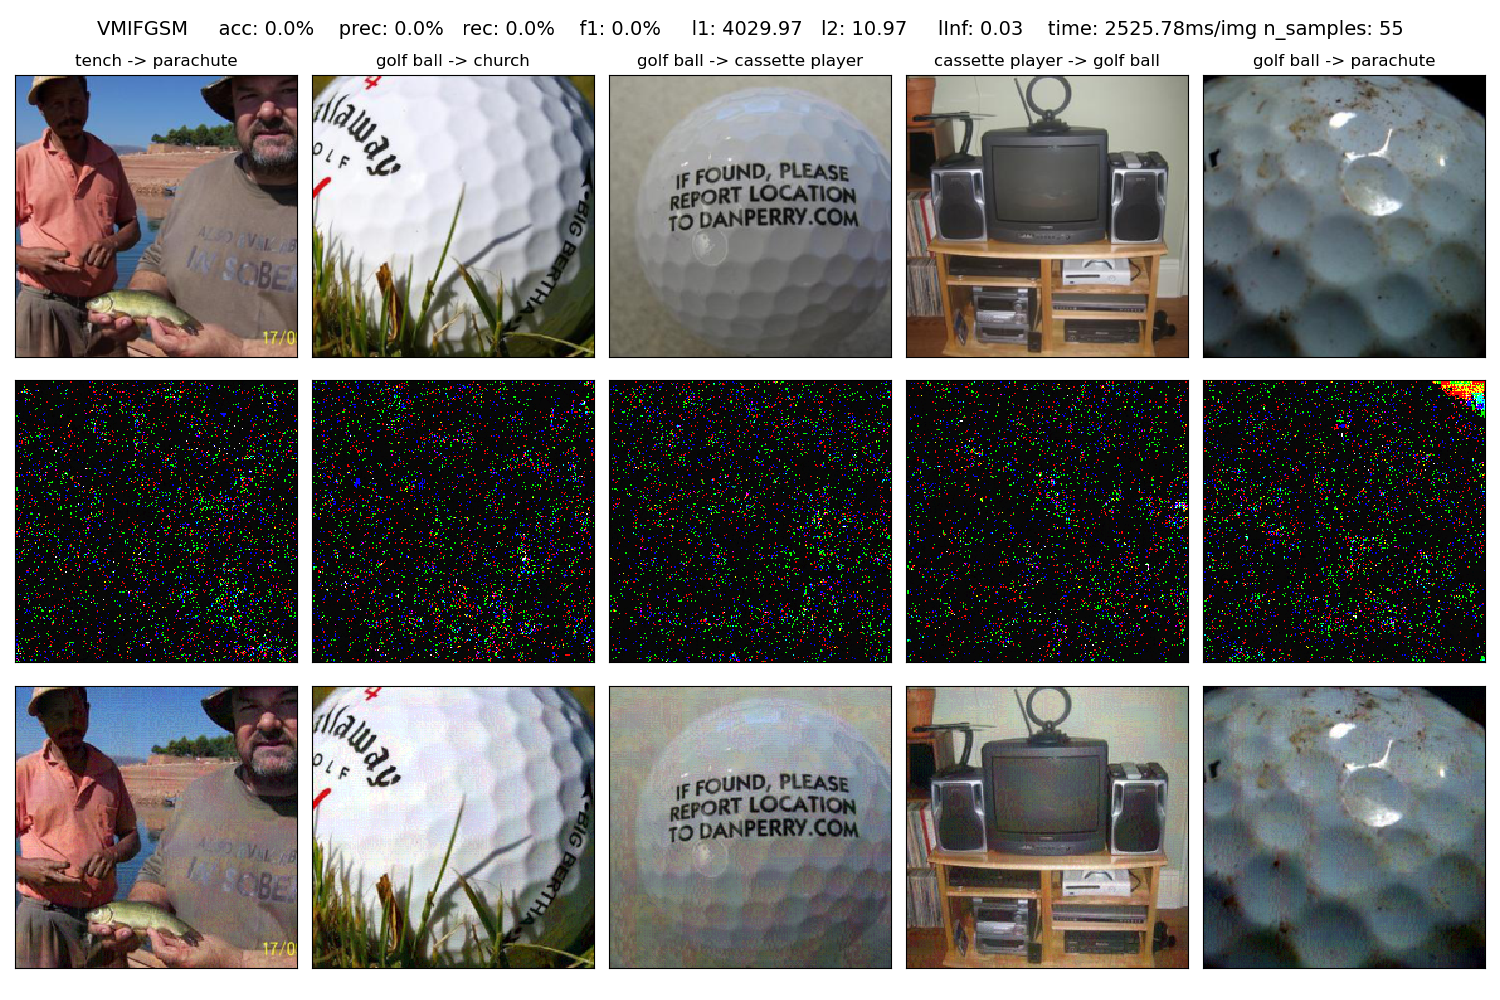 VMIFGSM acc: 0.0% prec: 0.0% rec: 0.0% f1: 0.0% l1: 4029.97 l2: 10.97 lInf: 0.03 time: 2525.78ms/img n_samples: 55
tench -> parachute
golf ball -> church
golf ball -> cassette player
cassette player -> golf ball
golf ball -> parachute
17/0
llaway
OLF
BIG BERTHA
IF FOUND, PLEASE
REPORT LOCATION
TO DANPERRY.COM
17/0
llaway
OLF
BIG BERTHA
IF FOUND, PLEASE
REPORT LOCATION
TO DANPERRY.COM